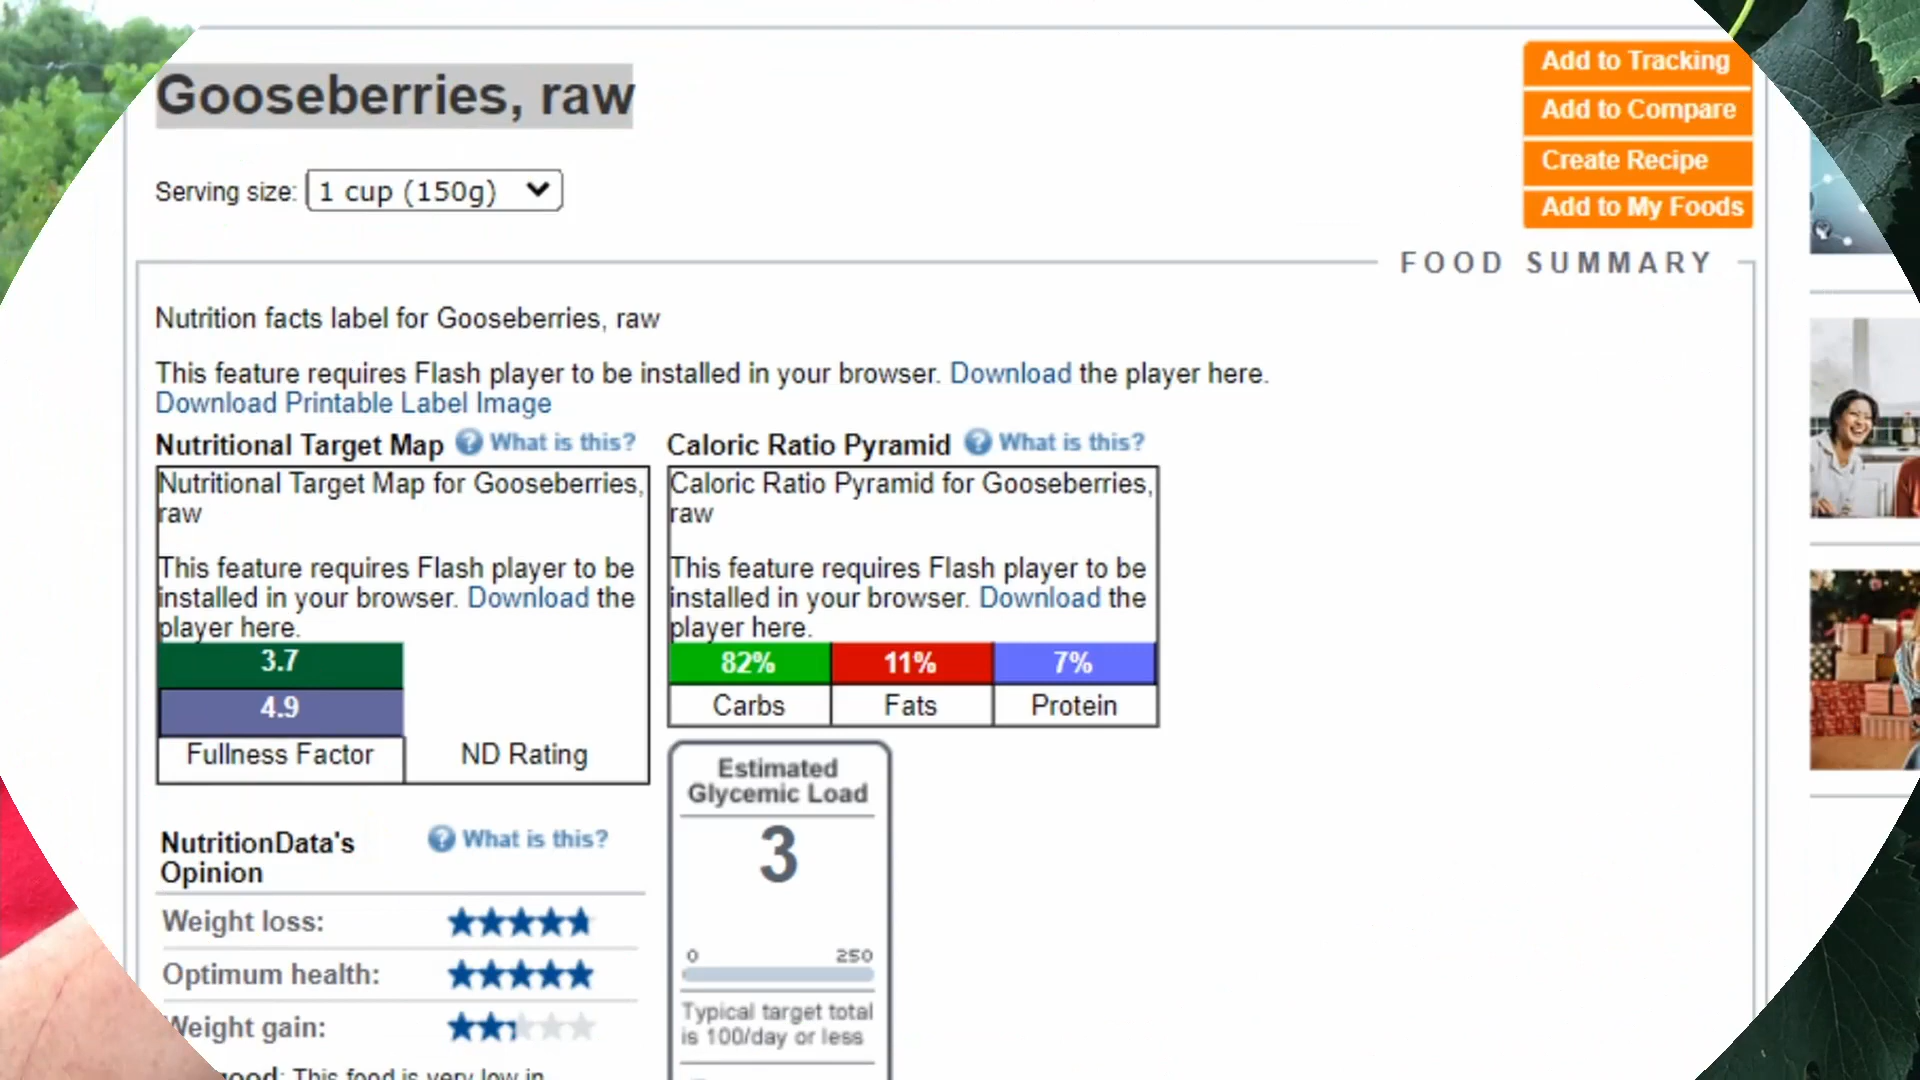 Gooseberries, raw
Add to Tracking
Add to Compare
Create Recipe
Add to My Foods
Serving size: 1 cup (150g)
FOOD SUMMARY
Nutrition facts label for Gooseberries, raw
This feature requires Flash player to be installed in your browser. Download the player here.
Download Printable Label Image
Nutritional Target Map ? What is this?
Nutritional Target Map for Gooseberries,
raw
This feature requires Flash player to be
installed in your browser. Download the
player here.
3.7
4.9
Fullness Factor ND Rating
Caloric Ratio Pyramid ? What is this?
Caloric Ratio Pyramid for Gooseberries,
raw
This feature requires Flash player to be
installed in your browser. Download the
player here.
82% 11% 7%
Carbs Fats Protein
NutritionData's
Opinion
? What is this?
Weight loss:
Optimum health:
Weight gain:
good: This food is very low in
Estimated
Glycemic Load
3
0 250
Typical target total
is 100/day or less